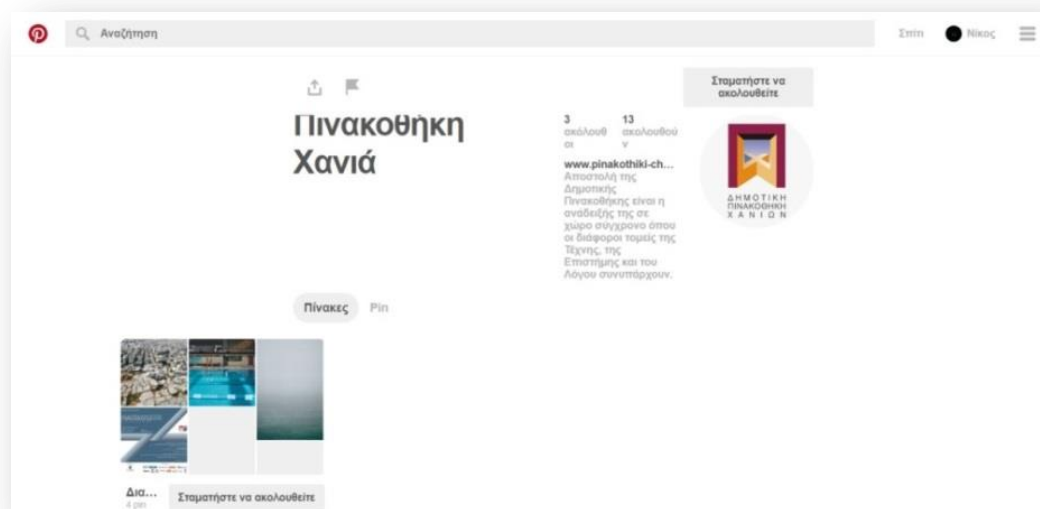 Αναζήτηση
Σπίτι
Νίκος
Σταματήστε να
ακολουθείτε
Πινακοθήκη
Χανιά
3
ακόλουθ
οι
13
ακολουθού
ν
www.pinakothiki-ch...
Αποστολή της
Δημοτικής
Πινακοθήκης είναι η
ανάδειξής της σε
χώρο σύγχρονο όπου
οι διάφοροι τομείς της
Τέχνης, της
Επιστήμης και του
Λόγου συνυπάρχουν.
ΔΗΜΟΤΙΚΗ
ΠΙΝΑΚΟΘΗΚΗ
ΧΑΝΙΩΝ
Πίνακες
Pin
Δια...
4 pin
Σταματήστε να ακολουθείτε